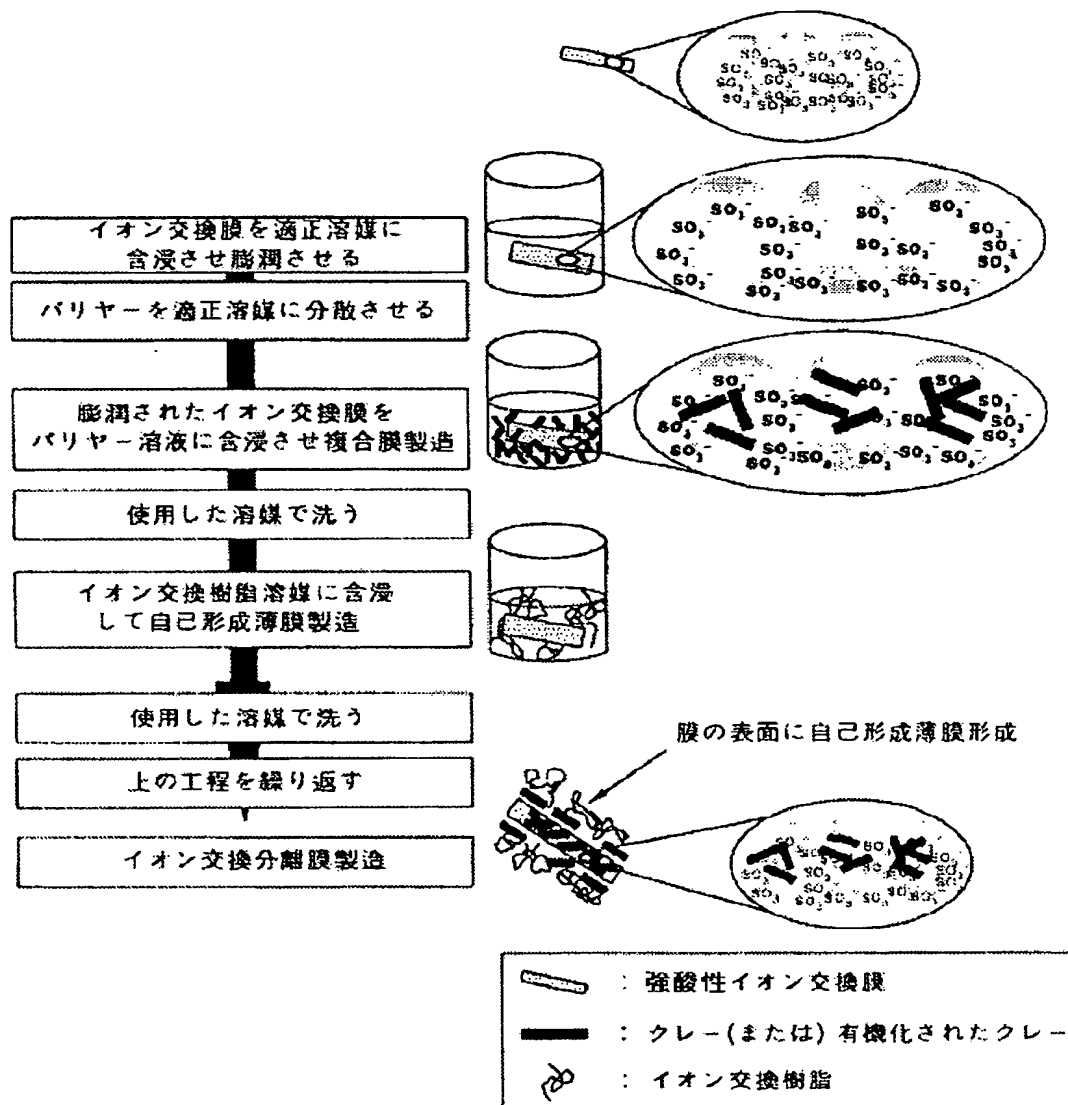 イオン交換膜を適正溶媒に
含浸させ膨潤させる
バリヤーを適正溶媒に分散させる
膨潤されたイオン交換膜を
バリヤー溶液に含浸させ複合膜製造
使用した溶媒で洗う
イオン交換樹脂溶媒に含浸
して自己形成薄膜製造
使用した溶媒で洗う
上の工程を繰り返す
イオン交換分離膜製造
膜の表面に自己形成薄膜形成
SO₃⁻ SO₃⁻ SO₃⁻ SO₃⁻
: 強酸性イオン交換膜
: クレー(または) 有機化されたクレー
: イオン交換樹脂